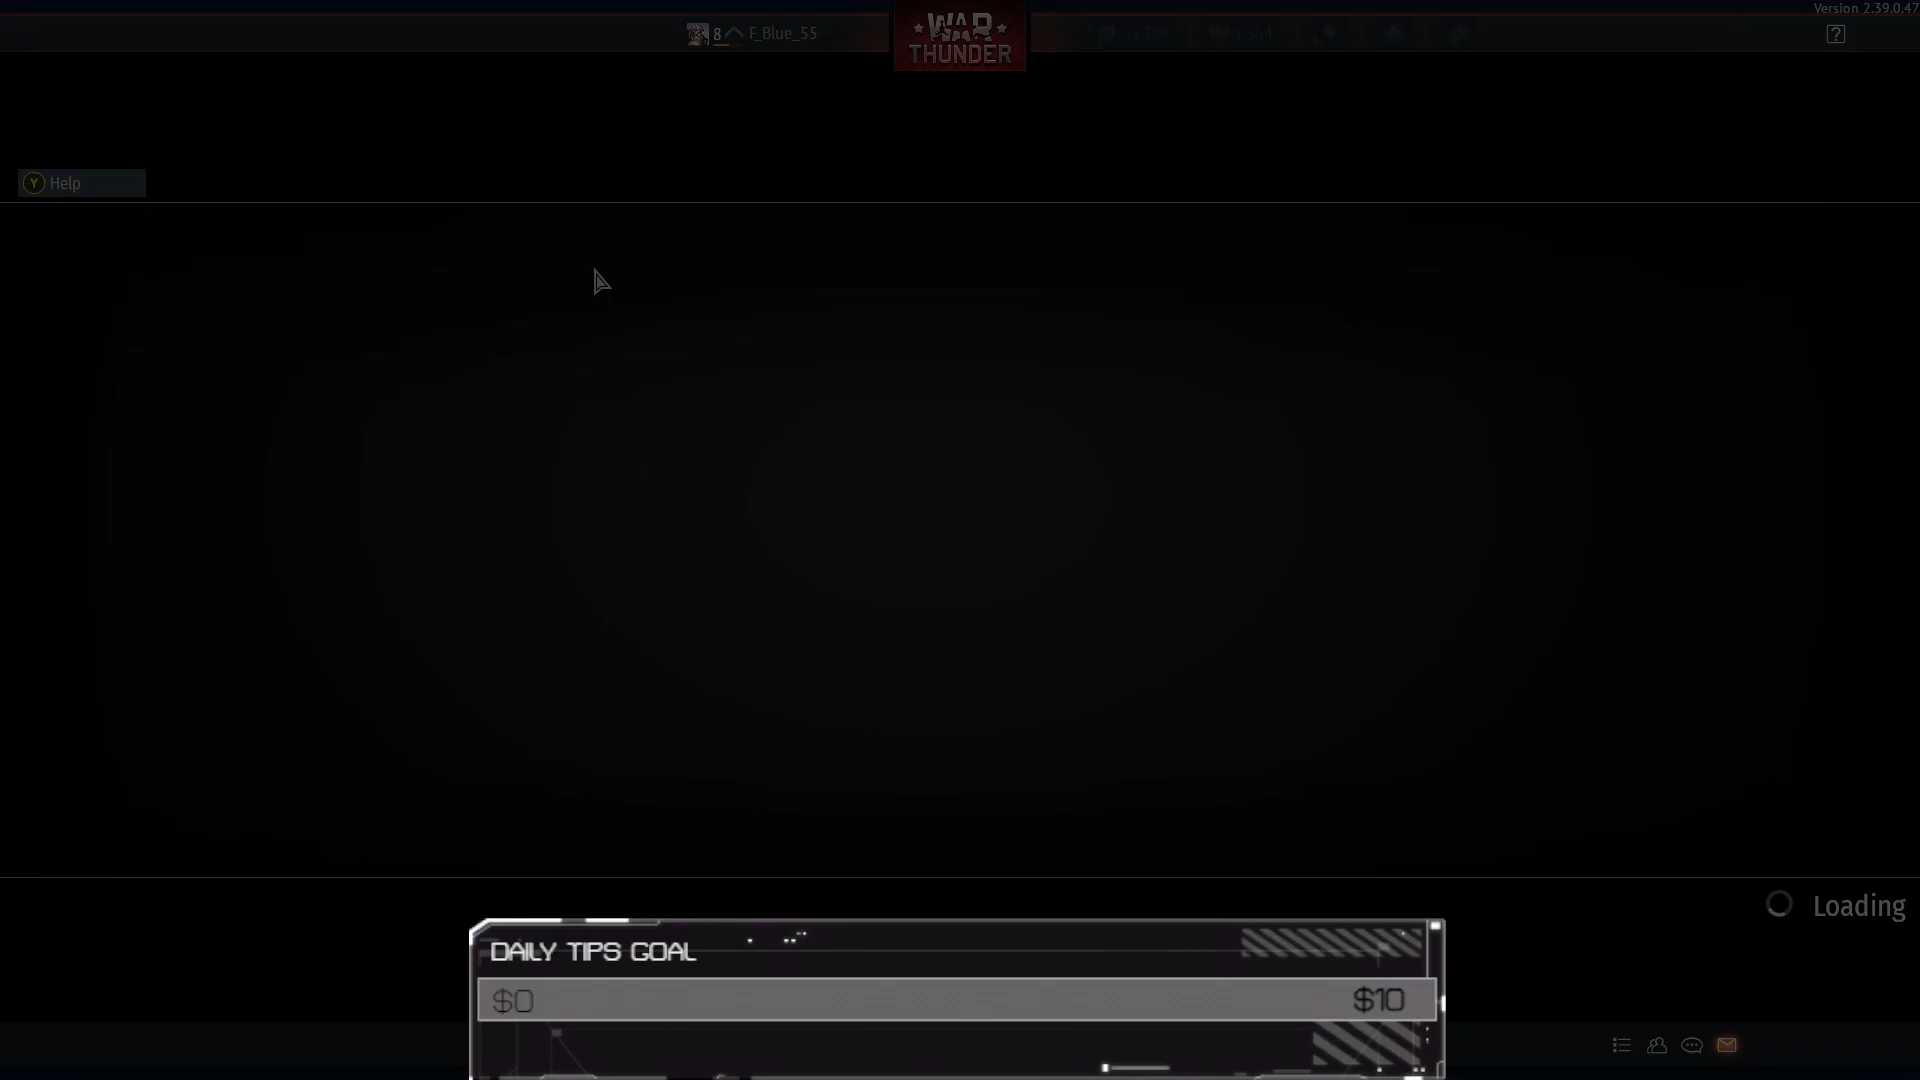 Version 2.39.0.47
8 F_Blue_55
WAR
THUNDER
?
Y Help
Loading
DAILY TIPS GOAL
$0
$10